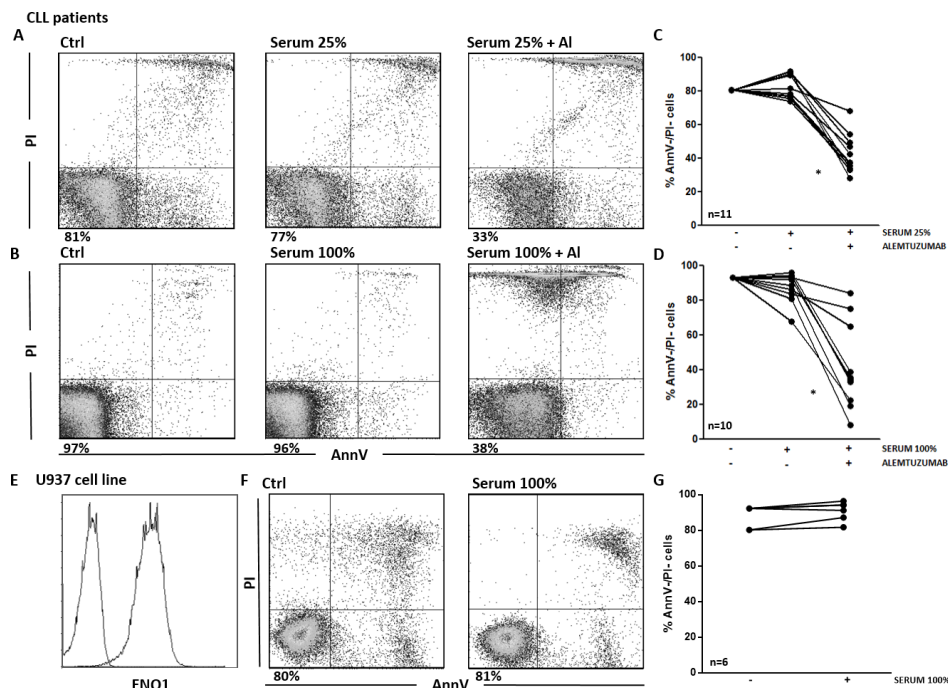 CLL patients
A
Ctrl
Serum 25%
Serum 25% + Al
PI
81%
77%
33%
B
Ctrl
Serum 100%
Serum 100% + Al
PI
97%
96%
38%
AnnV
C
% AnnV-/PI- cells
100
80
60
40
20
0
*
n=11
- + + SERUM 25%
- - + ALEMTUZUMAB
D
% AnnV-/PI- cells
100
80
60
40
20
0
*
n=10
- + + SERUM 100%
- - + ALEMTUZUMAB
E U937 cell line
ENO1
F
Ctrl
Serum 100%
PI
80%
81%
AnnV
G
% AnnV-/PI- cells
100
80
60
40
20
0
n=6
- + SERUM 100%